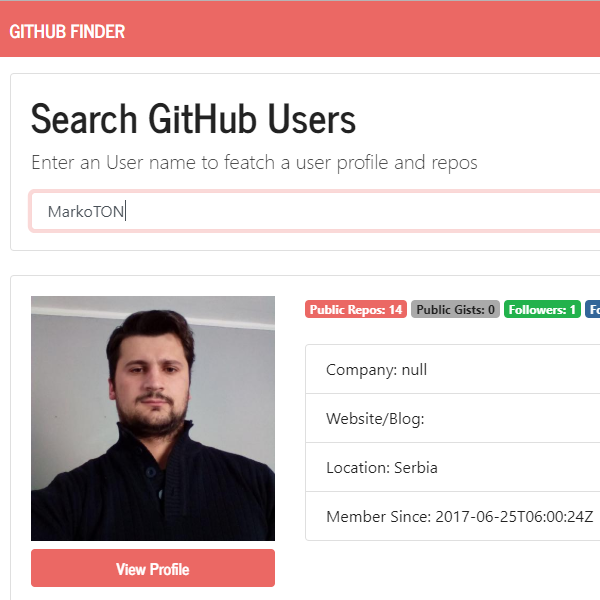 GITHUB FINDER
Search GitHub Users
Enter an User name to featch a user profile and repos
MarkoTON
Public Repos: 14 Public Gists: 0 Followers: 1
Company: null
Website/Blog:
Location: Serbia
Member Since: 2017-06-25T06:00:24Z
View Profile